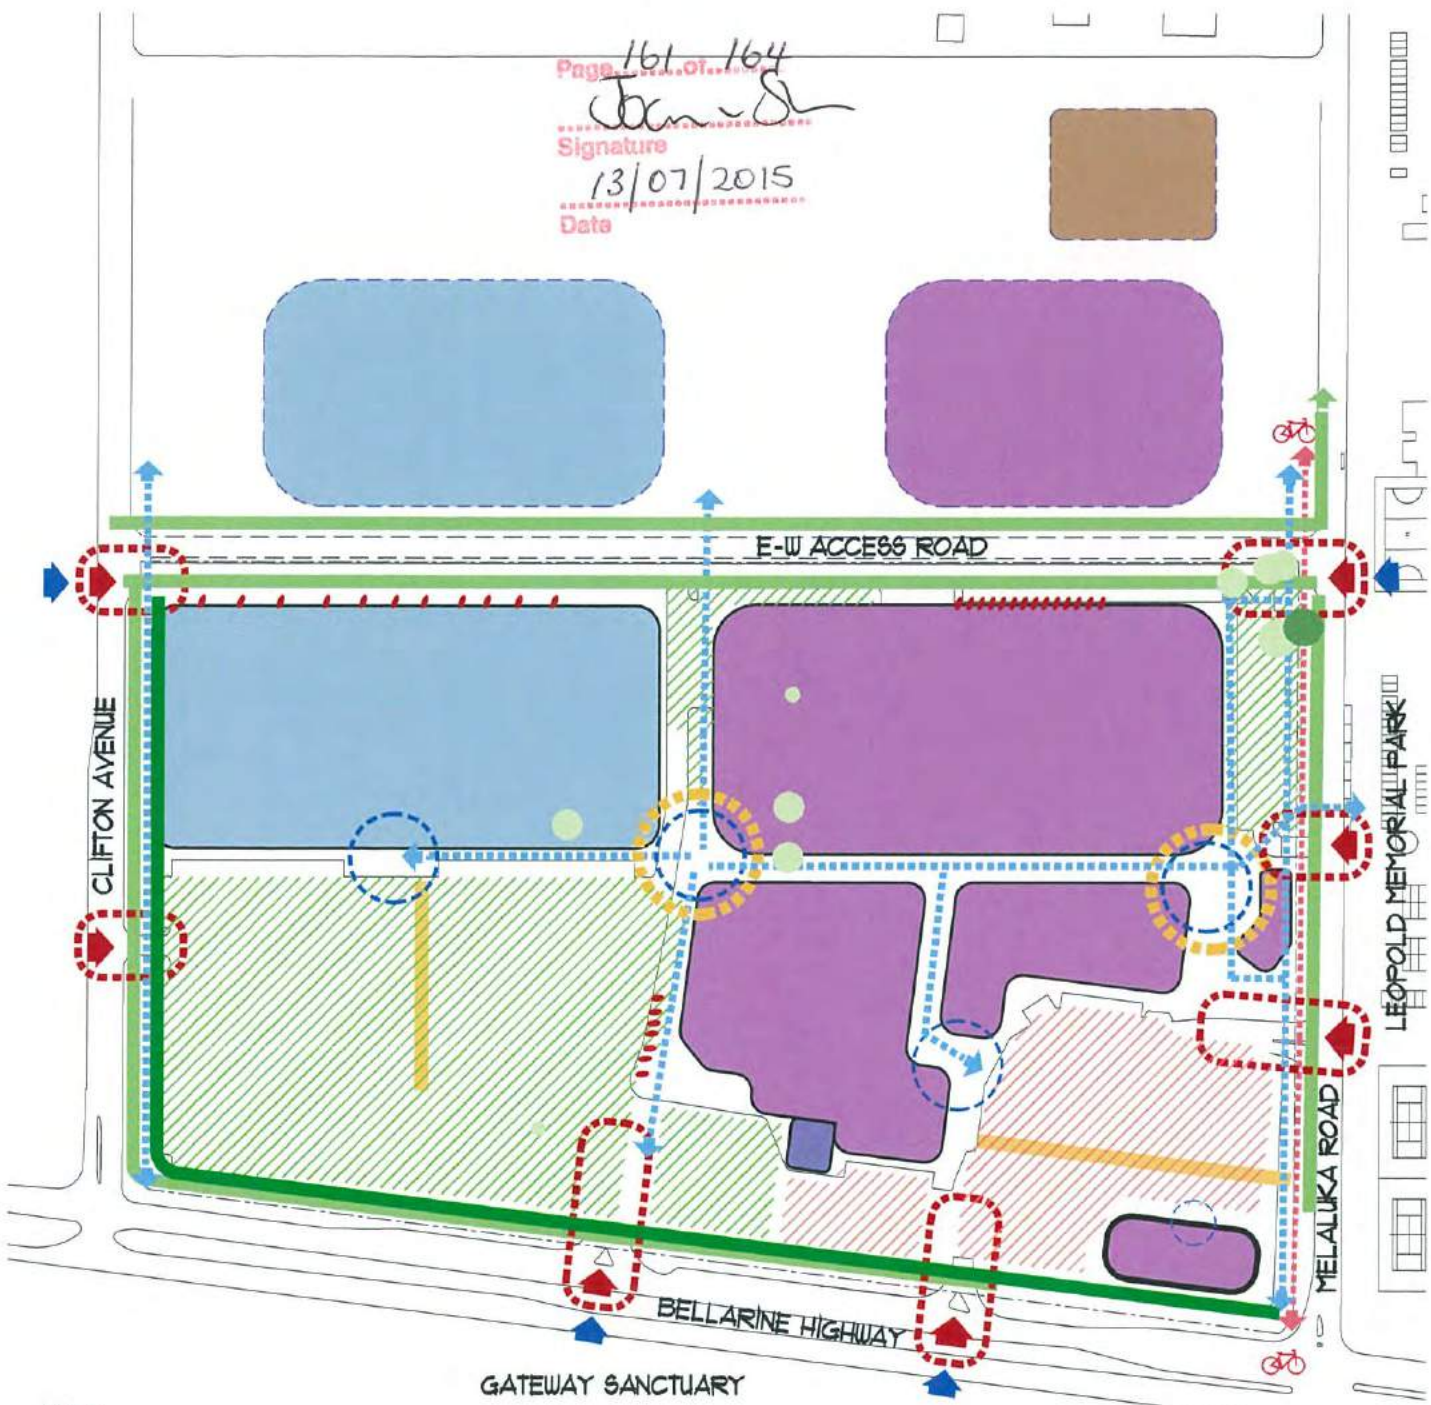 Page 161 of 164
Signature
13/07/2015
Date
E-W ACCESS ROAD
CLIFTON AVENUE
LEOPOLD MEMORIAL PARK
MELALUKA ROAD
BELLARINE HIGHWAY
GATEWAY SANCTUARY